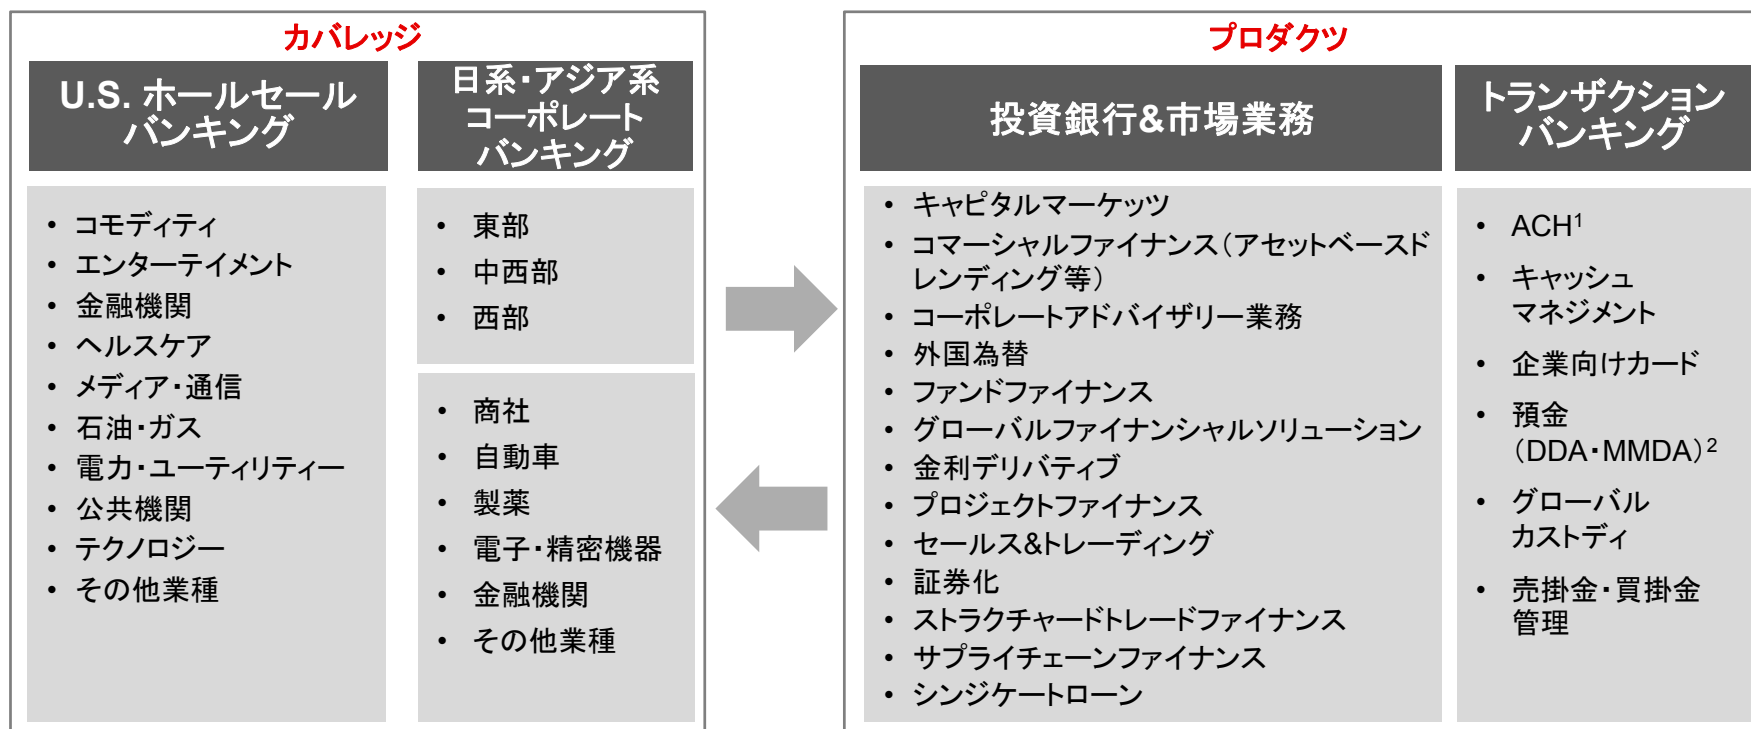 カバレッジ
U.S. ホールセール
バンキング
• コモディティ
• エンターテイメント
• 金融機関
• ヘルスケア
• メディア・通信
• 石油・ガス
• 電力・ユーティリティー
• 公共機関
• テクノロジー
• その他業種
日系・アジア系
コーポレート
バンキング
• 東部
• 中西部
• 西部
• 商社
• 自動車
• 製薬
• 電子・精密機器
• 金融機関
• その他業種
プロダクツ
投資銀行&市場業務
• キャピタルマーケッツ
• コマーシャルファイナンス（アセットベースド
レンディング等）
• コーポレートアドバイザリー業務
• 外国為替
• ファンドファイナンス
• グローバルファイナンシャルソリューション
• 金利デリバティブ
• プロジェクトファイナンス
• セールス&トレーディング
• 証券化
• ストラクチャードトレードファイナンス
• サプライチェーンファイナンス
• シンジケートローン
トランザクション
バンキング
• ACH1
• キャッシュ
マネジメント
• 企業向けカード
• 預金
（DDA・MMDA）2
• グローバル
カストディ
• 売掛金・買掛金
管理